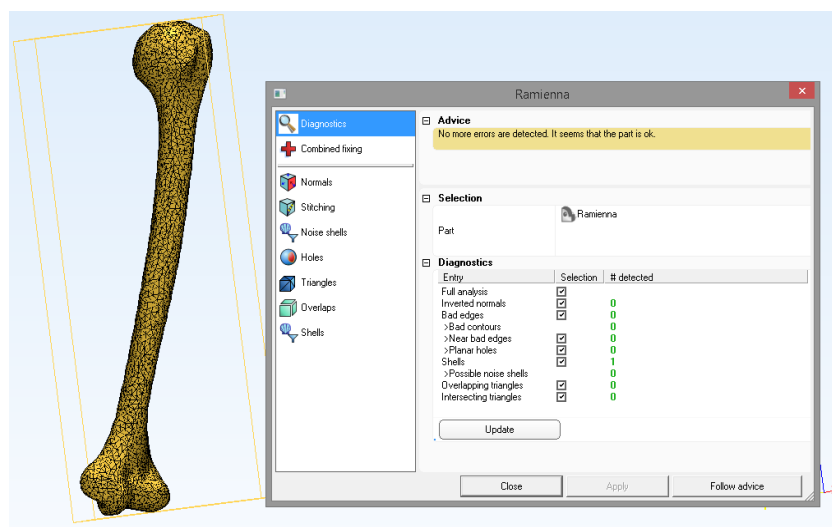 Ramienna
Diagnostics
Combined fixing
Normals
Stitching
Noise shells
Holes
Triangles
Overlaps
Shells
Advice
No more errors are detected. It seems that the part is ok.
Selection
Part Ramienna
Diagnostics
Entry Selection # detected
Full analysis
Inverted normals 0
Bad edges 0
>Bad contours 0
>Near bad edges 0
>Planar holes 0
Shells 1
>Possible noise shells 0
Overlapping triangles 0
Intersecting triangles 0
Update
Close Apply Follow advice